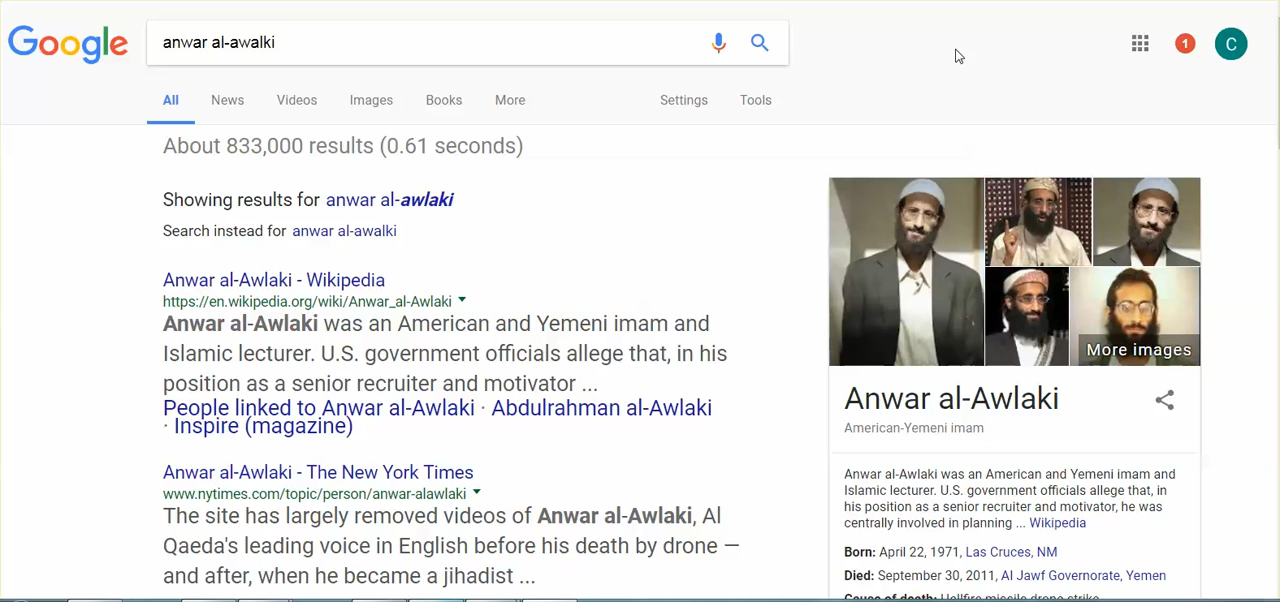 Google
anwar al-awalki
1
C
All News Videos Images Books More Settings Tools
About 833,000 results (0.61 seconds)
Showing results for anwar al-awlaki
Search instead for anwar al-awalki
Anwar al-Awlaki - Wikipedia
https://en.wikipedia.org/wiki/Anwar_al-Awlaki
Anwar al-Awlaki was an American and Yemeni imam and
Islamic lecturer. U.S. government officials allege that, in his
position as a senior recruiter and motivator ...
People linked to Anwar al-Awlaki · Abdulrahman al-Awlaki
· Inspire (magazine)
Anwar al-Awlaki - The New York Times
www.nytimes.com/topic/person/anwar-alawlaki
The site has largely removed videos of Anwar al-Awlaki, Al
Qaeda's leading voice in English before his death by drone —
and after, when he became a jihadist ...
More images
Anwar al-Awlaki
American-Yemeni imam
Anwar al-Awlaki was an American and Yemeni imam and
Islamic lecturer. U.S. government officials allege that, in
his position as a senior recruiter and motivator, he was
centrally involved in planning ... Wikipedia
Born: April 22, 1971, Las Cruces, NM
Died: September 30, 2011, Al Jawf Governorate, Yemen
Cause of death: Hellfire missile drone strike